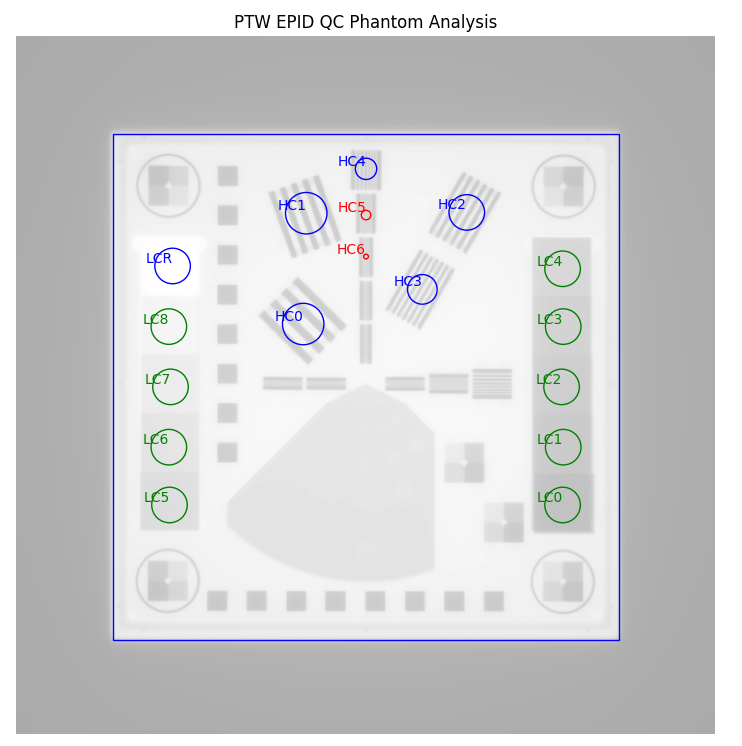 PTW EPID QC Phantom Analysis
HC4
HC1
HC5
HC2
HC6
LCR
LC4
HC3
LC8
HC0
LC3
LC7
LC2
LC6
LC1
LC5
LC0